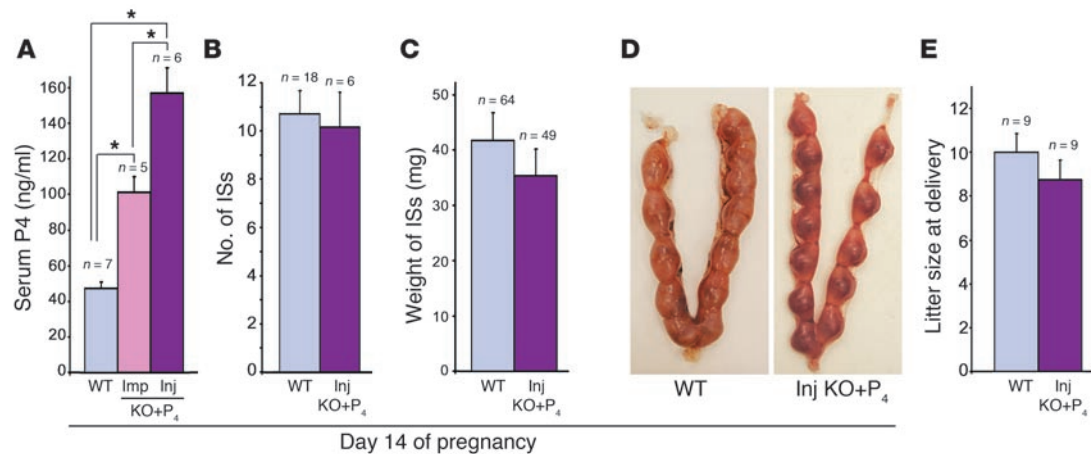 A
Serum P4 (ng/ml)
160
140
120
100
80
60
40
20
0
*
*
*
n = 7
n = 5
n = 6
WT
Imp
Inj
KO+P4
B
No. of ISs
12
10
8
6
4
2
0
n = 18
n = 6
WT
Inj
KO+P4
C
Weight of ISs (mg)
50
40
30
20
10
0
n = 64
n = 49
WT
Inj
KO+P4
D
WT
Inj KO+P4
E
Litter size at delivery
12
10
8
6
4
2
0
n = 9
n = 9
WT
Inj
KO+P4
Day 14 of pregnancy